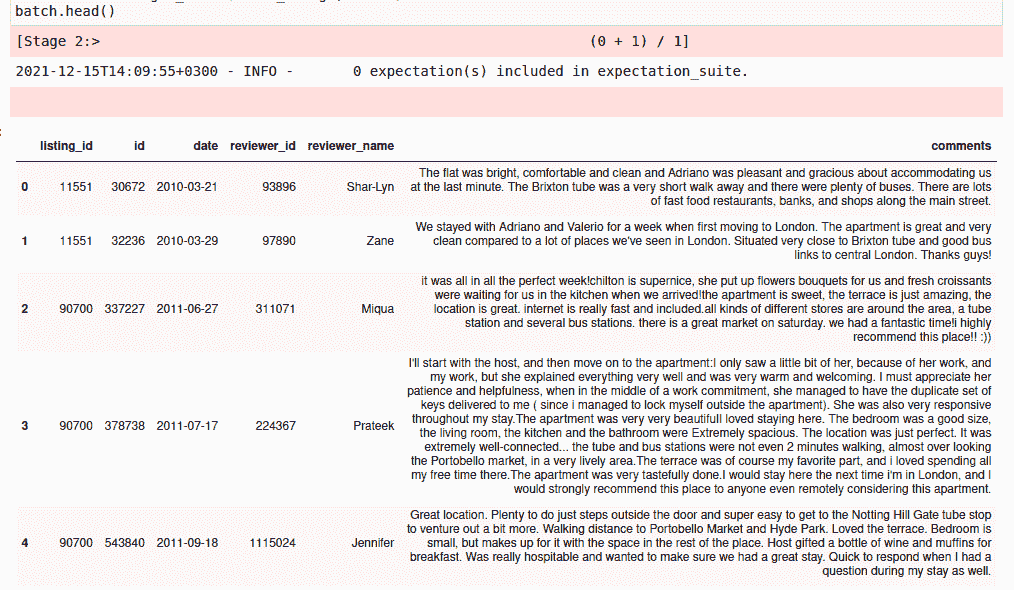 batch.head()
[Stage 2:> (0 + 1) / 1]
2021-12-15T14:09:55+0300 - INFO - 0 expectation(s) included in expectation_suite.
listing_id id date reviewer_id reviewer_name comments
0 11551 30672 2010-03-21 93896 Shar-Lyn
The flat was bright, comfortable and clean and Adriano was pleasant and gracious about accommodating us
at the last minute. The Brixton tube was a very short walk away and there were plenty of buses. There are lots
of fast food restaurants, banks, and shops along the main street.
1 11551 32236 2010-03-29 97890 Zane
We stayed with Adriano and Valerio for a week when first moving to London. The apartment is great and very
clean compared to a lot of places we've seen in London. Situated very close to Brixton tube and good bus
links to central London. Thanks guys!
2 90700 337227 2011-06-27 311071 Miqua
it was all in all the perfect week!chilton is supernice, she put up flowers bouquets for us and fresh croissants
were waiting for us in the kitchen when we arrived!the apartment is sweet, the terrace is just amazing, the
location is great. internet is really fast and included.all kinds of different stores are around the area, a tube
station and several bus stations. there is a great market on saturday. we had a fantastic time!i highly
recommend this place!! :))
3 90700 378738 2011-07-17 224367 Prateek
I'll start with the host, and then move on to the apartment:I only saw a little bit of her, because of her work, and
my work, but she explained everything very well and was very warm and welcoming. I must appreciate her
patience and helpfulness, when in the middle of a work commitment, she managed to have the duplicate set of
keys delivered to me ( since i managed to lock myself outside the apartment). She was also very responsive
throughout my stay.The apartment was very very beautifulI loved staying here. The bedroom was a good size,
the living room, the kitchen and the bathroom were Extremely spacious. The location was just perfect. It was
extremely well-connected... the tube and bus stations were not even 2 minutes walking, almost over looking
the Portobello market, in a very lively area.The terrace was of course my favorite part, and i loved spending all
my free time there.The apartment was very tastefully done.I would stay here the next time i'm in London, and I
would strongly recommend this place to anyone even remotely considering this apartment.
4 90700 543840 2011-09-18 1115024 Jennifer
Great location. Plenty to do just steps outside the door and super easy to get to the Notting Hill Gate tube stop
to venture out a bit more. Walking distance to Portobello Market and Hyde Park. Loved the terrace. Bedroom is
small, but makes up for it with the space in the rest of the place. Host gifted a bottle of wine and muffins for
breakfast. Was really hospitable and wanted to make sure we had a great stay. Quick to respond when I had a
question during my stay as well.